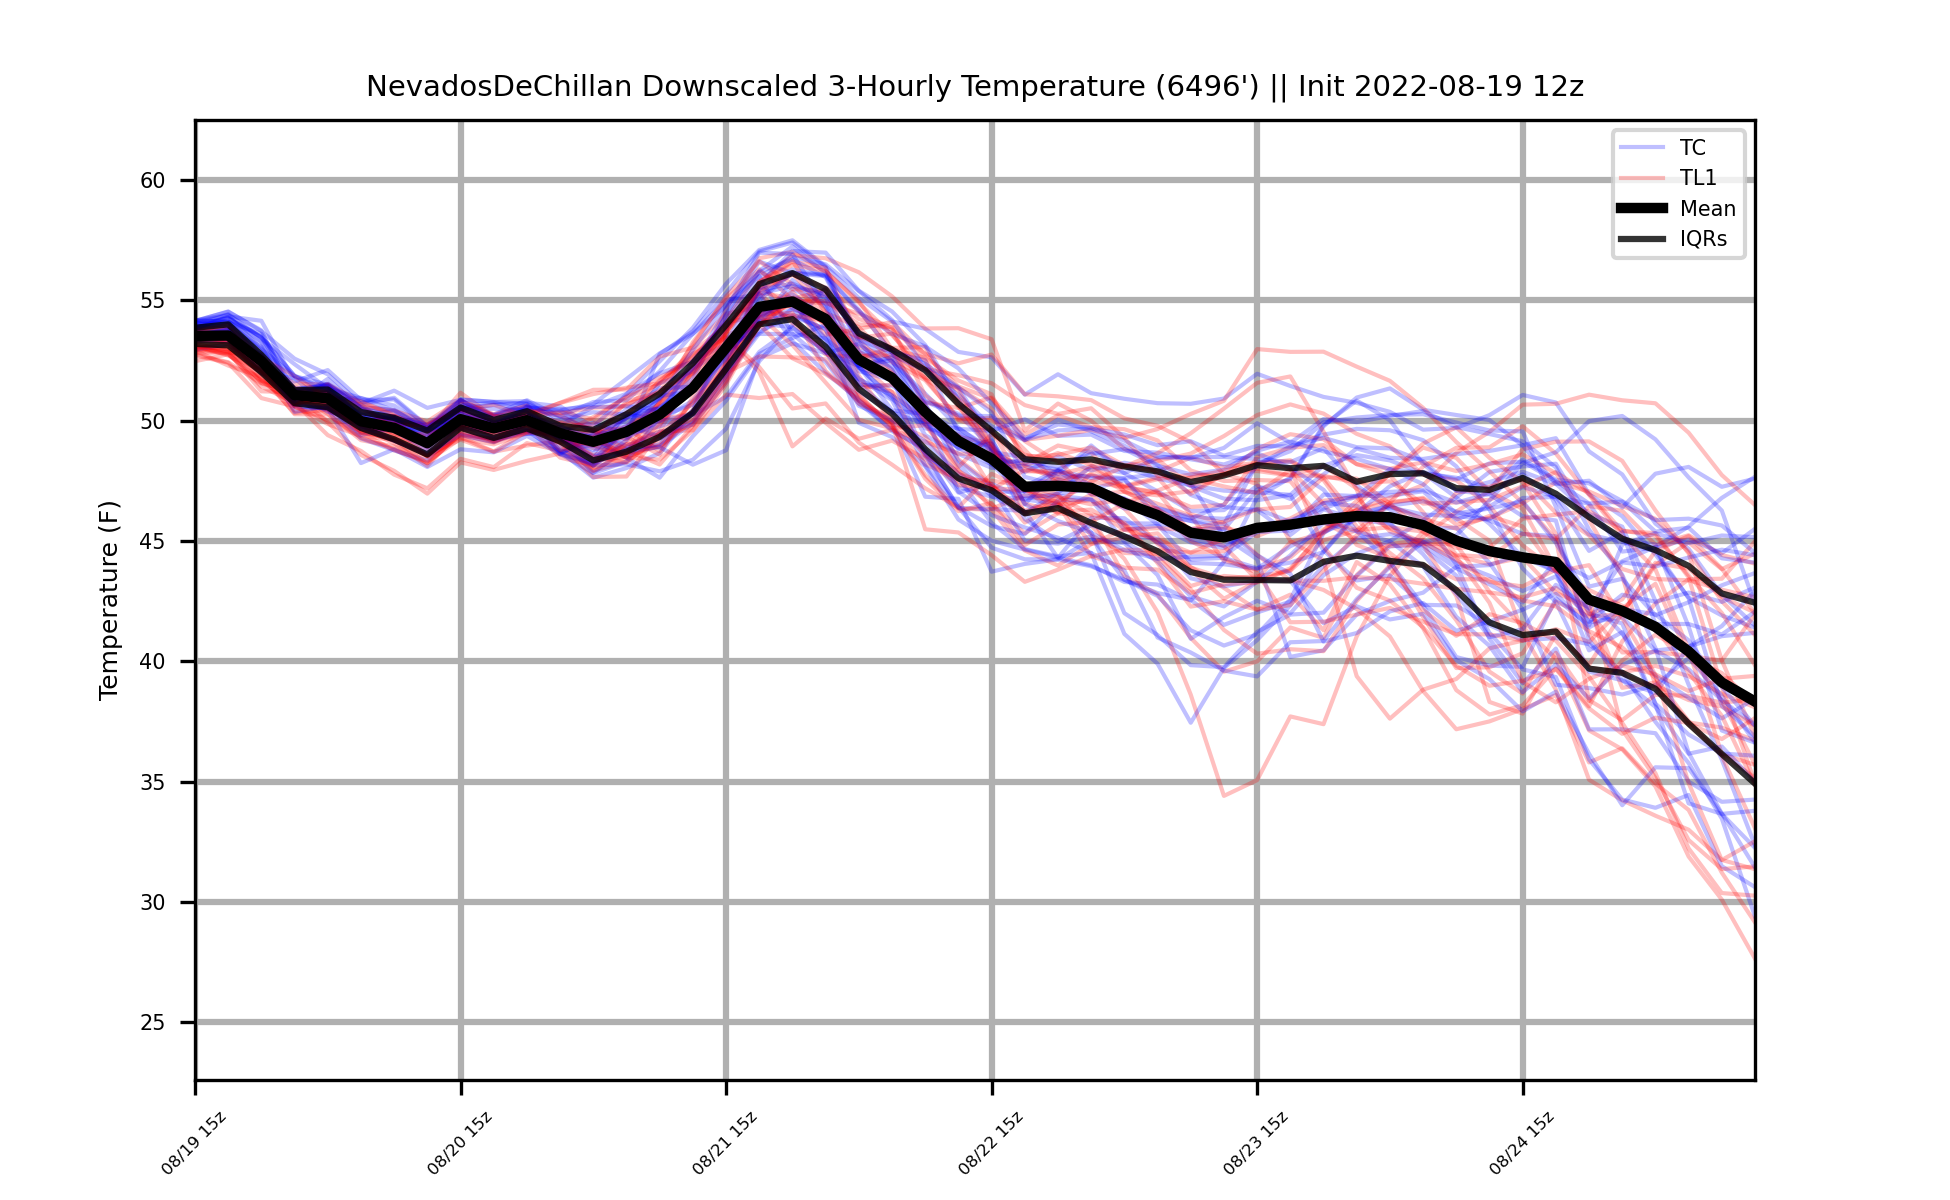 NevadosDeChillan Downscaled 3-Hourly Temperature (6496') || Init 2022-08-19 12z
TC
TL1
Mean
IQRs
Temperature (F)
60
55
50
45
40
35
30
25
08/19 15z
08/20 15z
08/21 15z
08/22 15z
08/23 15z
08/24 15z